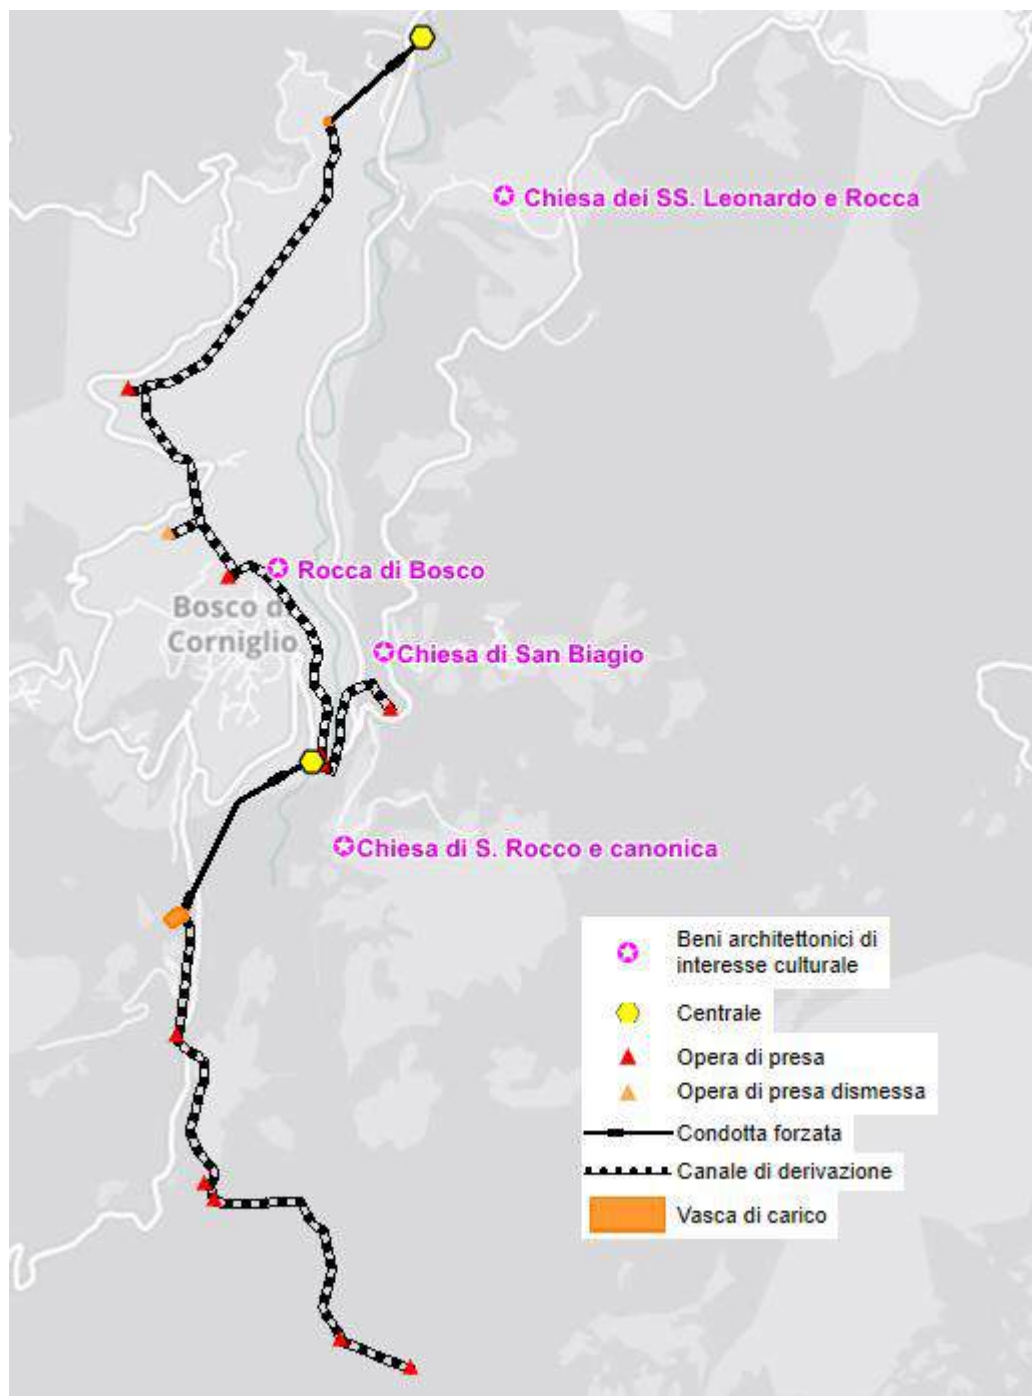 Chiesa dei SS. Leonardo e Rocca
Rocca di Bosco
Bosco d
Corniglio
Chiesa di San Biagio
Chiesa di S. Rocco e canonica
Beni architettonici di
interesse culturale
Centrale
Opera di presa
Opera di presa dismessa
Condotta forzata
Canale di derivazione
Vasca di carico